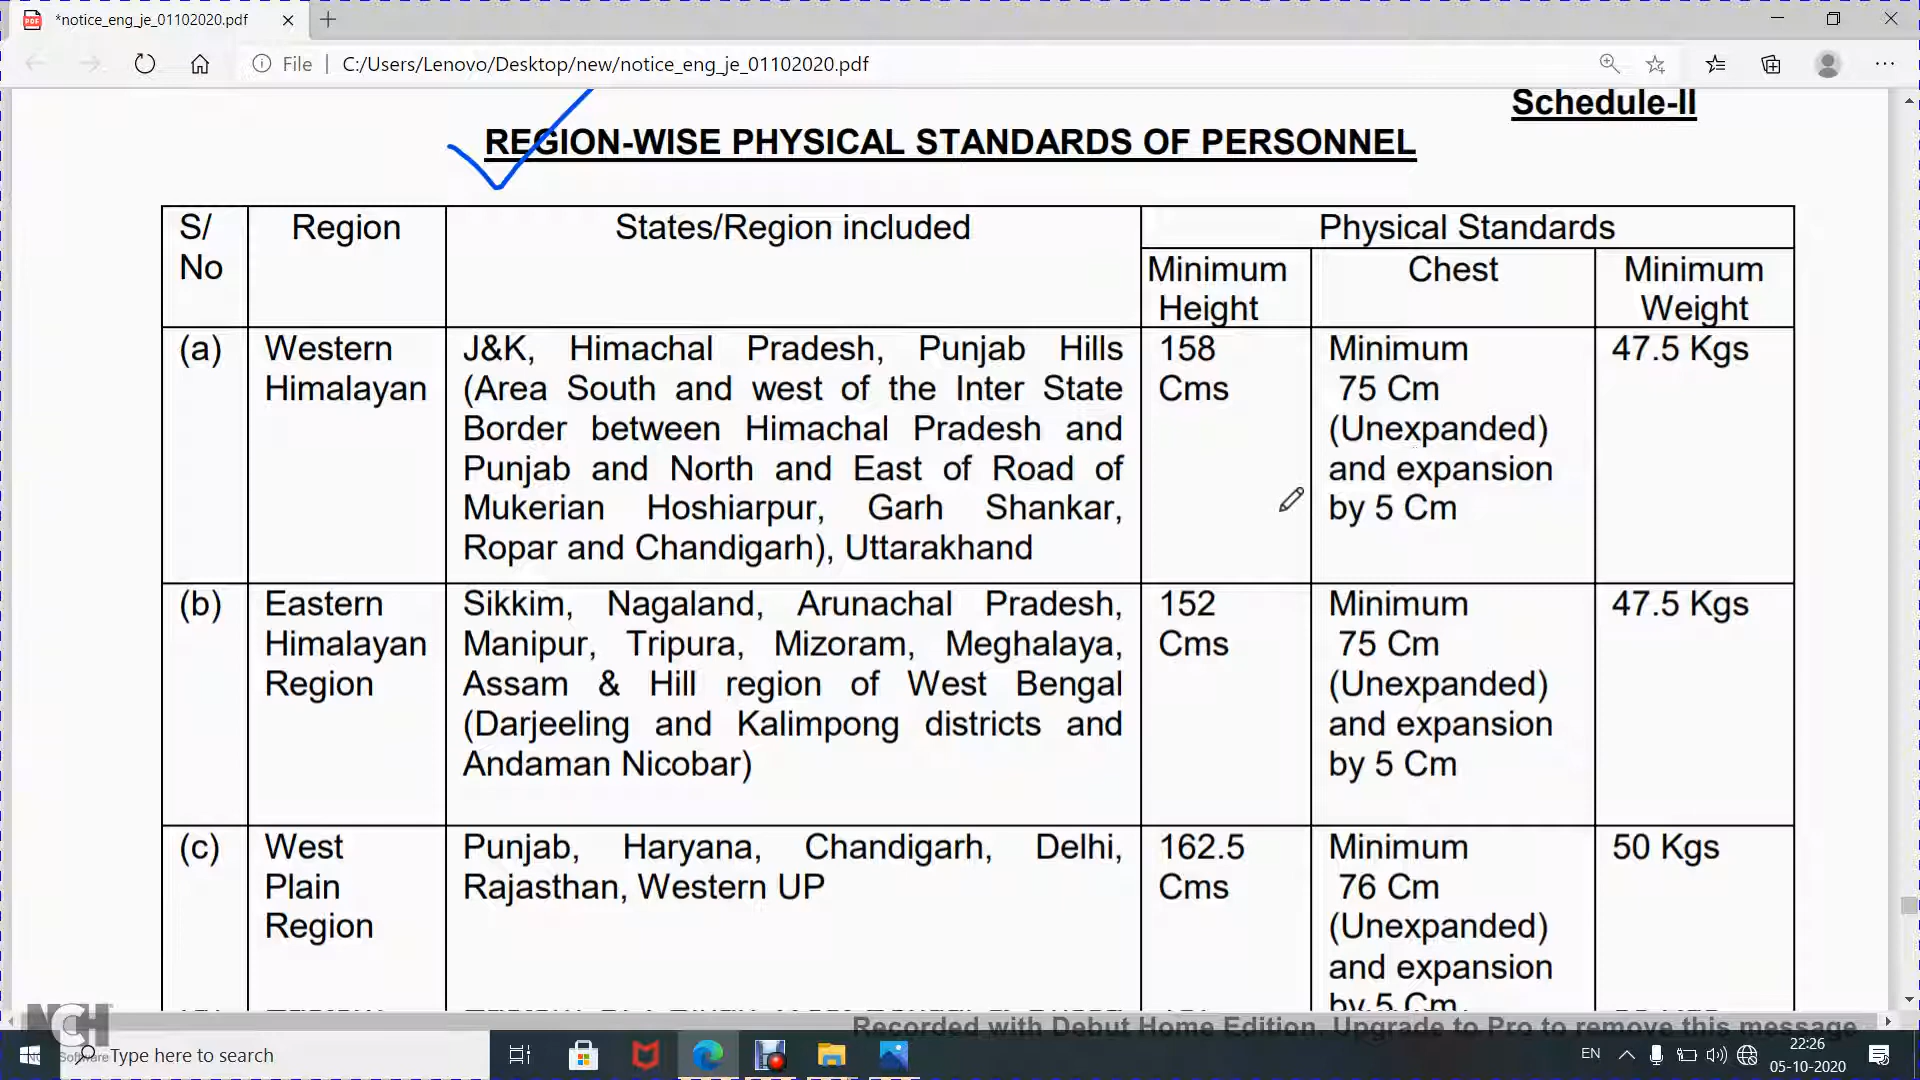 *notice_eng_je_01102020.pdf
File
C:/Users/Lenovo/Desktop/new/notice_eng_je_01102020.pdf
Schedule-II
REGION-WISE PHYSICAL STANDARDS OF PERSONNEL
S/
No
Region
States/Region included
Physical Standards
Minimum
Height
Chest
Minimum
Weight
(a)
Western
Himalayan
J&K, Himachal Pradesh, Punjab Hills
(Area South and west of the Inter State
Border between Himachal Pradesh and
Punjab and North and East of Road of
Mukerian Hoshiarpur, Garh Shankar,
Ropar and Chandigarh), Uttarakhand
158
Cms
Minimum
75 Cm
(Unexpanded)
and expansion
by 5 Cm
47.5 Kgs
(b)
Eastern
Himalayan
Region
Sikkim, Nagaland, Arunachal Pradesh,
Manipur, Tripura, Mizoram, Meghalaya,
Assam & Hill region of West Bengal
(Darjeeling and Kalimpong districts and
Andaman Nicobar)
152
Cms
Minimum
75 Cm
(Unexpanded)
and expansion
by 5 Cm
47.5 Kgs
(c)
West
Plain
Region
Punjab, Haryana, Chandigarh, Delhi,
Rajasthan, Western UP
162.5
Cms
Minimum
76 Cm
(Unexpanded)
and expansion
by 5 Cm
50 Kgs
NCH
Software
Recorded with Debut Home Edition. Upgrade to Pro to remove this message
Type here to search
EN
22:26
05-10-2020